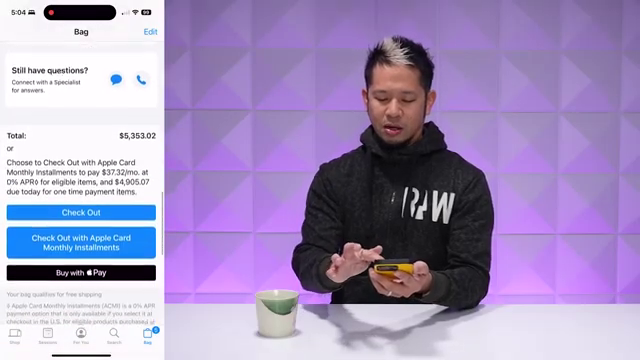 5:04
Bag
Edit
Still have questions?
Connect with a Specialist
for answers.
Total:
$5,353.02
or
Choose to Check Out with Apple Card
Monthly Installments to pay $37.32/mo. at
0% APR◊ for eligible items, and $4,905.07
due today for one time payment items.
Check Out
Check Out with Apple Card
Monthly Installments
Buy with Pay
Your bag qualifies for free shipping
◊ Apple Card Monthly Installments (ACMI) is a 0% APR
payment option that is only available if you select it at
checkout in the U.S. for eligible products purchased at
Shop
Sessions
For You
Search
Bag
RAW